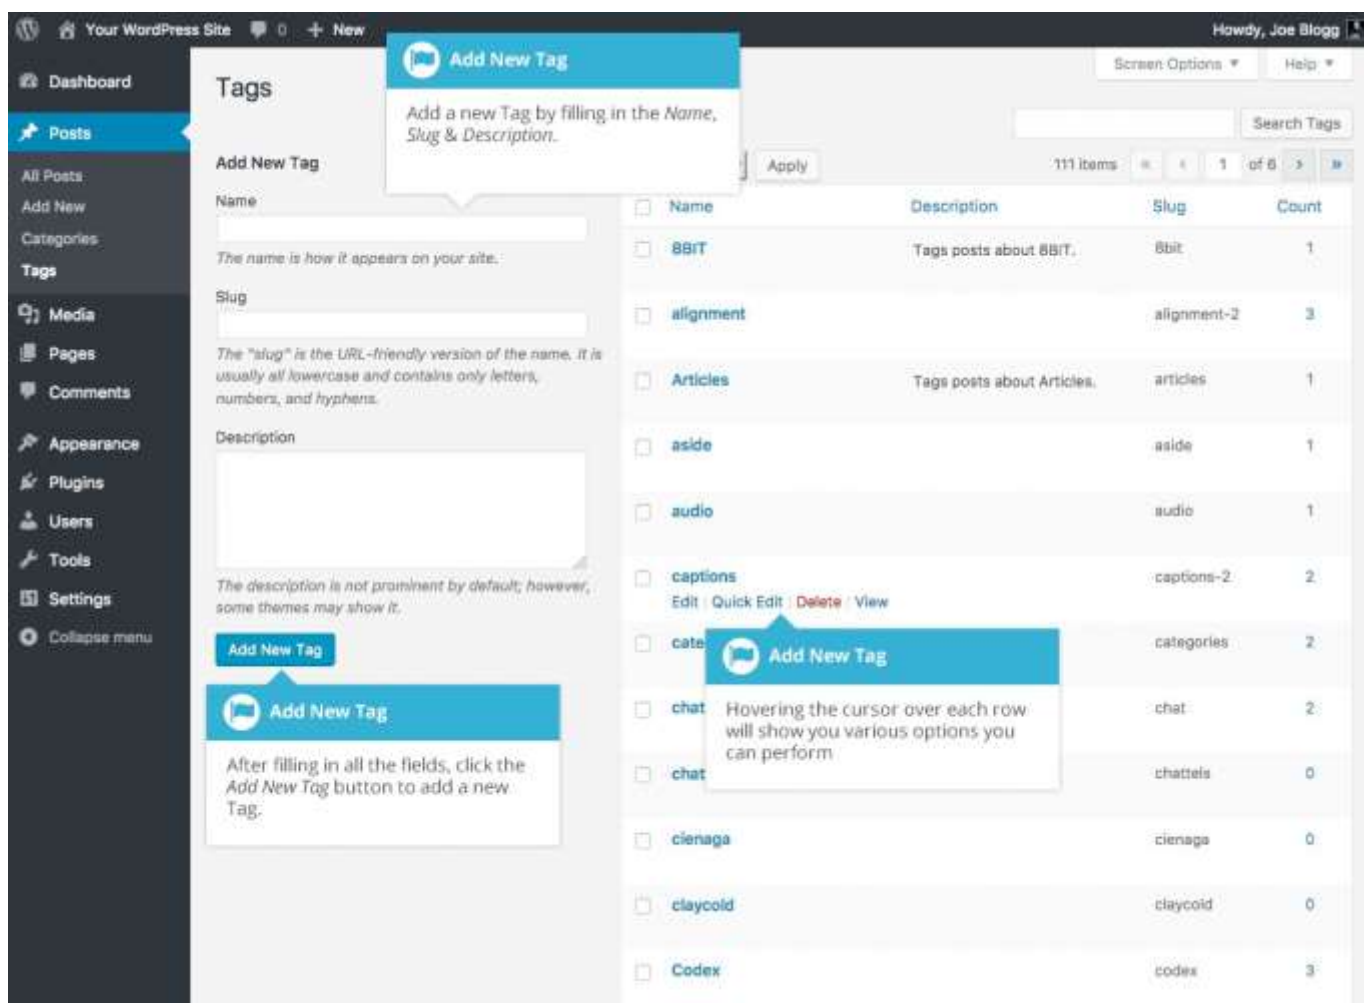 Your WordPress Site 0 + New
Howdy, Joe Blogg
Dashboard
Posts
All Posts
Add New
Categories
Tags
Media
Pages
Comments
Appearance
Plugins
Users
Tools
Settings
Collapse menu
Screen Options
Help
Tags
Add New Tag
Add a new Tag by filling in the Name,
Slug & Description.
Search Tags
Apply
111 items « ‹ 1 of 6 › »
Add New Tag
Name
The name is how it appears on your site.
Slug
The "slug" is the URL-friendly version of the name. It is
usually all lowercase and contains only letters,
numbers, and hyphens.
Description
The description is not prominent by default; however,
some themes may show it.
Add New Tag
Add New Tag
After filling in all the fields, click the
Add New Tag button to add a new
Tag.
Name Description Slug Count
8BIT Tags posts about 8BIT. 8bit 1
alignment alignment-2 3
Articles Tags posts about Articles. articles 1
aside aside 1
audio audio 1
captions captions-2 2
Edit | Quick Edit | Delete | View
cate categories 2
chat chat 2
chat chattels 0
Add New Tag
Hovering the cursor over each row
will show you various options you
can perform
cienaga cienaga 0
claycold claycold 0
Codex codex 3